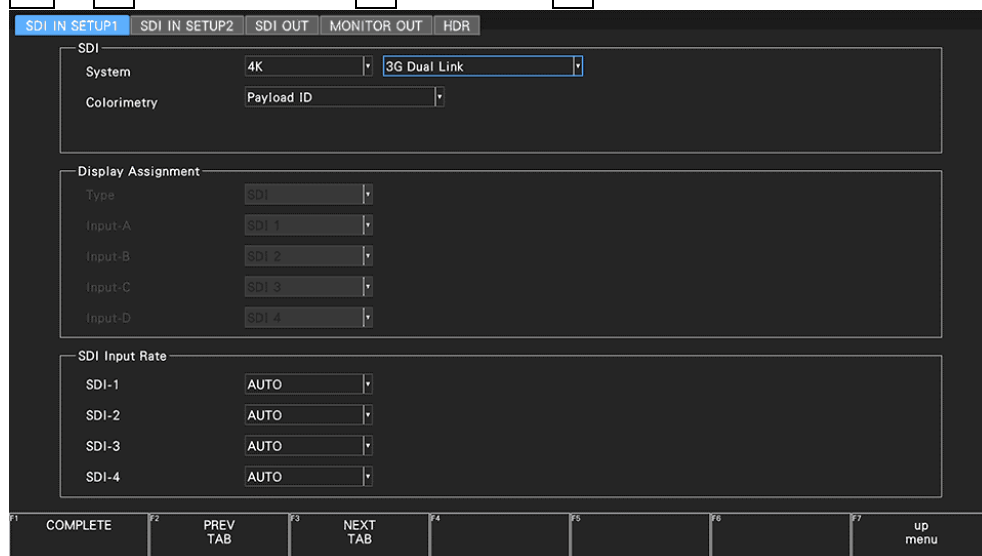 SDI IN SETUP1 SDI IN SETUP2 SDI OUT MONITOR OUT HDR
SDI
System 4K 3G Dual Link
Colorimetry Payload ID
Display Assignment
Type SDI
Input-A SDI 1
Input-B SDI 2
Input-C SDI 3
Input-D SDI 4
SDI Input Rate
SDI-1 AUTO
SDI-2 AUTO
SDI-3 AUTO
SDI-4 AUTO
F1 COMPLETE F2 PREV TAB F3 NEXT TAB F4 F5 F6 F7 up menu